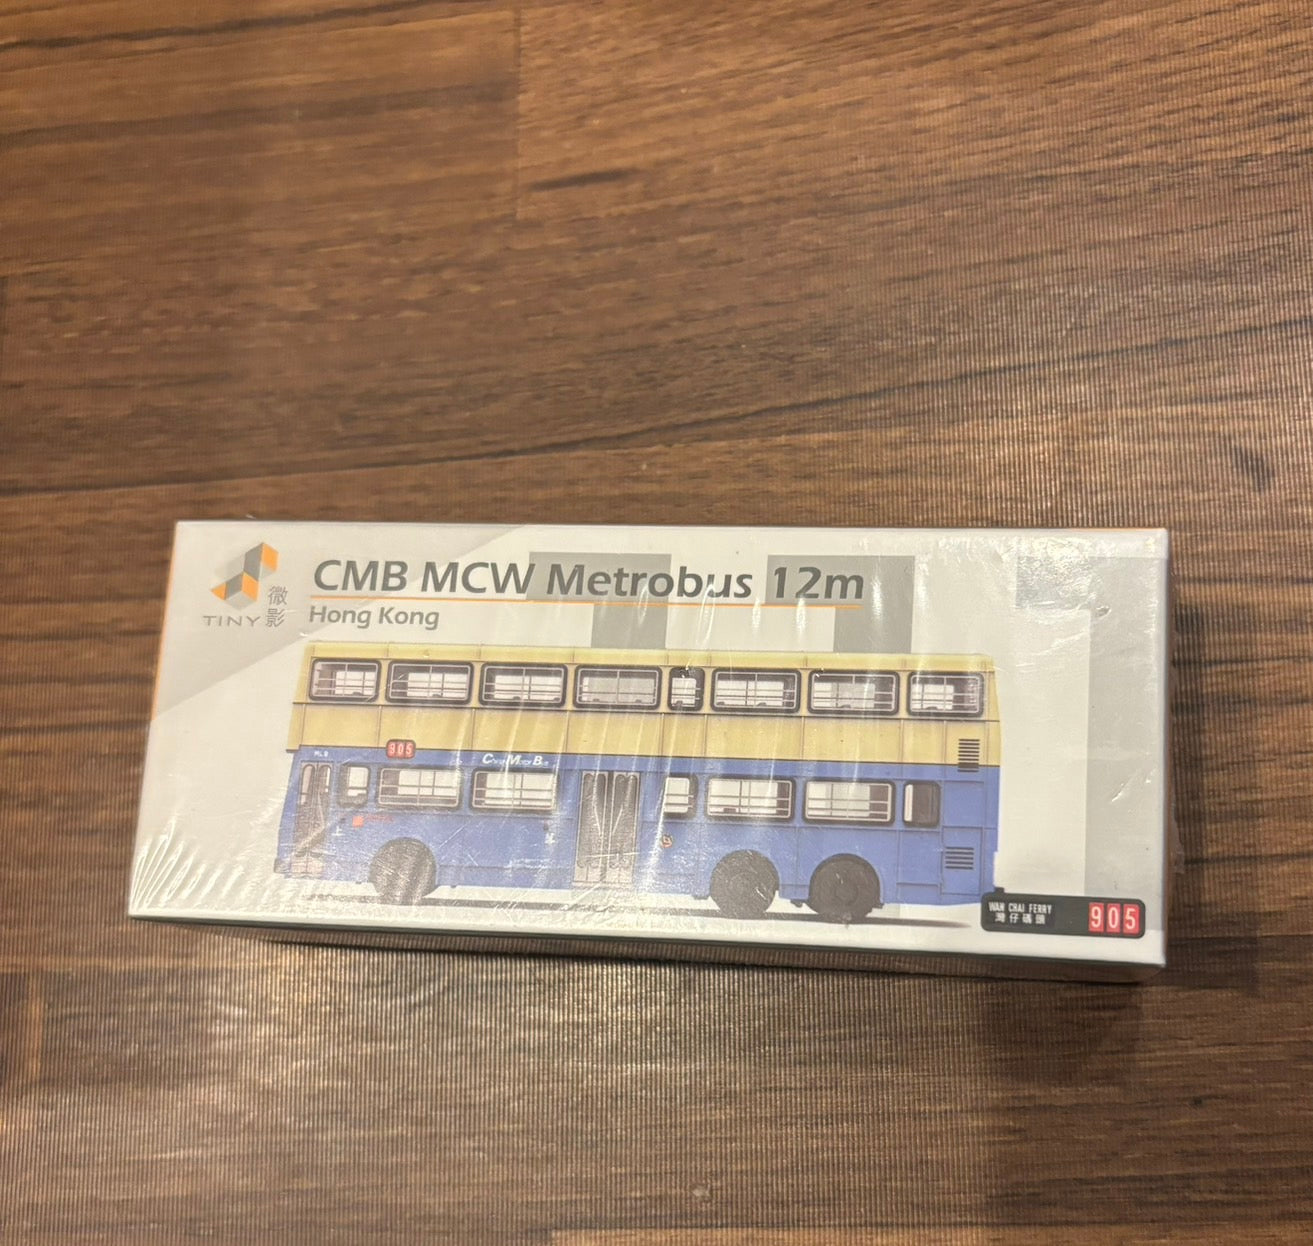 CMB MCW Metrobus 12m
Hong Kong
TINY 微影
905
ML8
China Motor Bus
WAN CHAI FERRY
灣仔碼頭
905